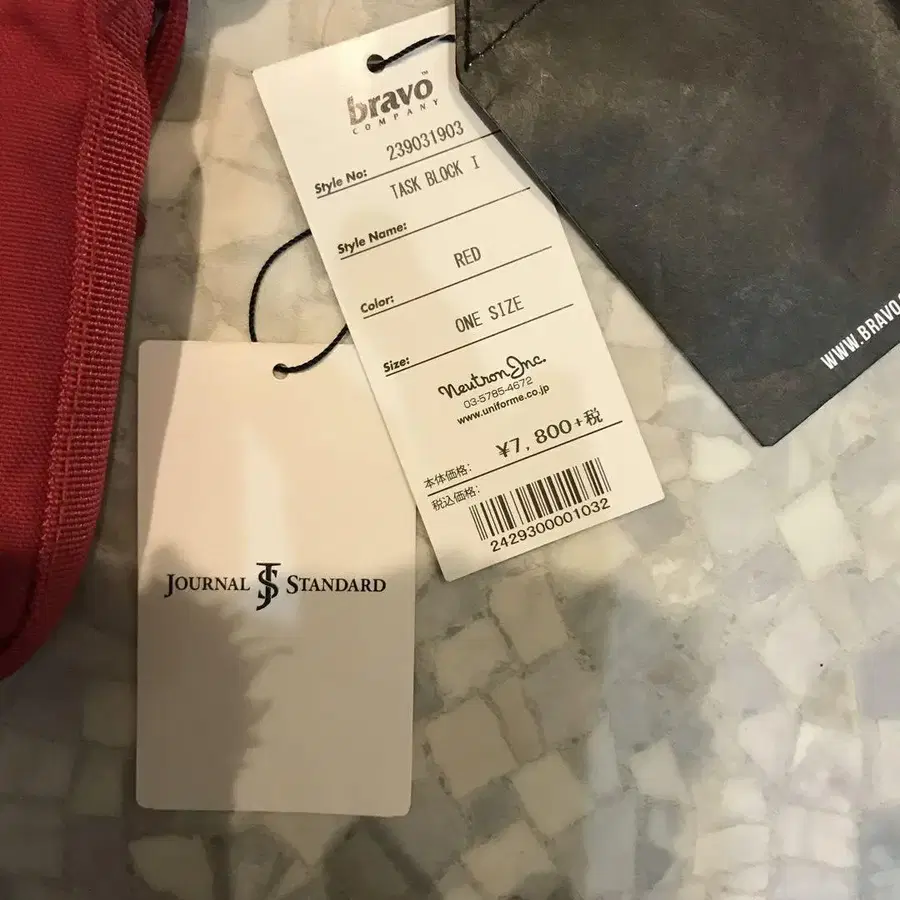 bravo™
COMPANY
Style No: 239031903
TASK BLOCK I
Style Name:
RED
Color:
ONE SIZE
Size:
Neutron Inc.
03-5785-4672
www.uniforme.co.jp
¥7,800+税
本体価格:
税込価格:
2429300001032
JOURNAL JS STANDARD
WWW.BRAVO